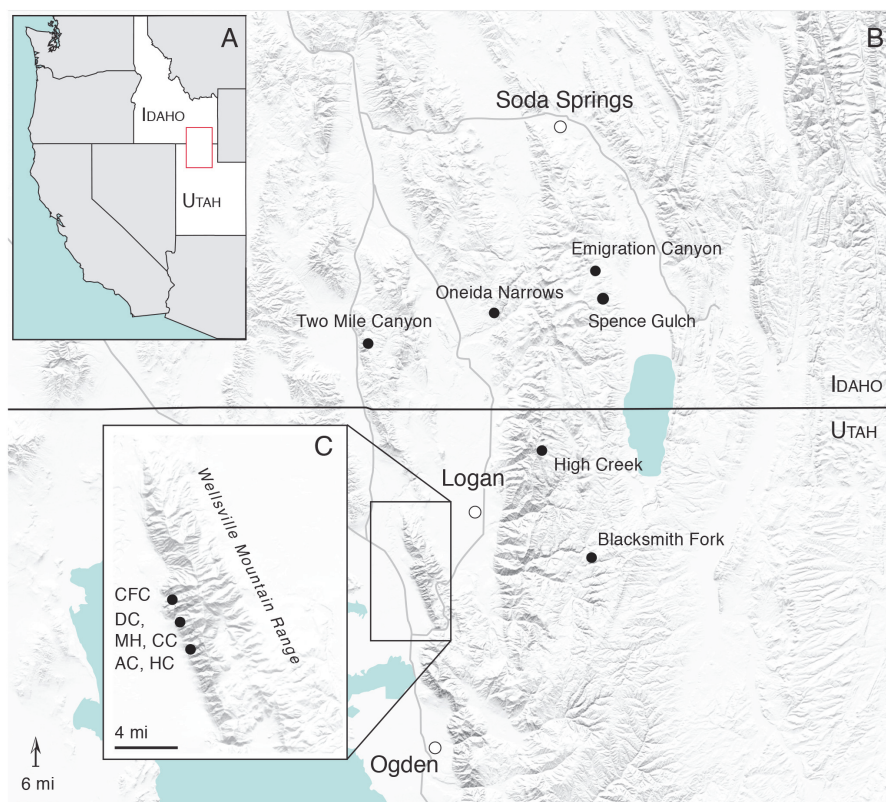 A
B
IDAHO
UTAH
Soda Springs
Emigration Canyon
Oneida Narrows
Spence Gulch
Two Mile Canyon
IDAHO
UTAH
C
Wellsville Mountain Range
High Creek
Logan
Blacksmith Fork
CFC
DC,
MH, CC
AC, HC
4 mi
Ogden
6 mi